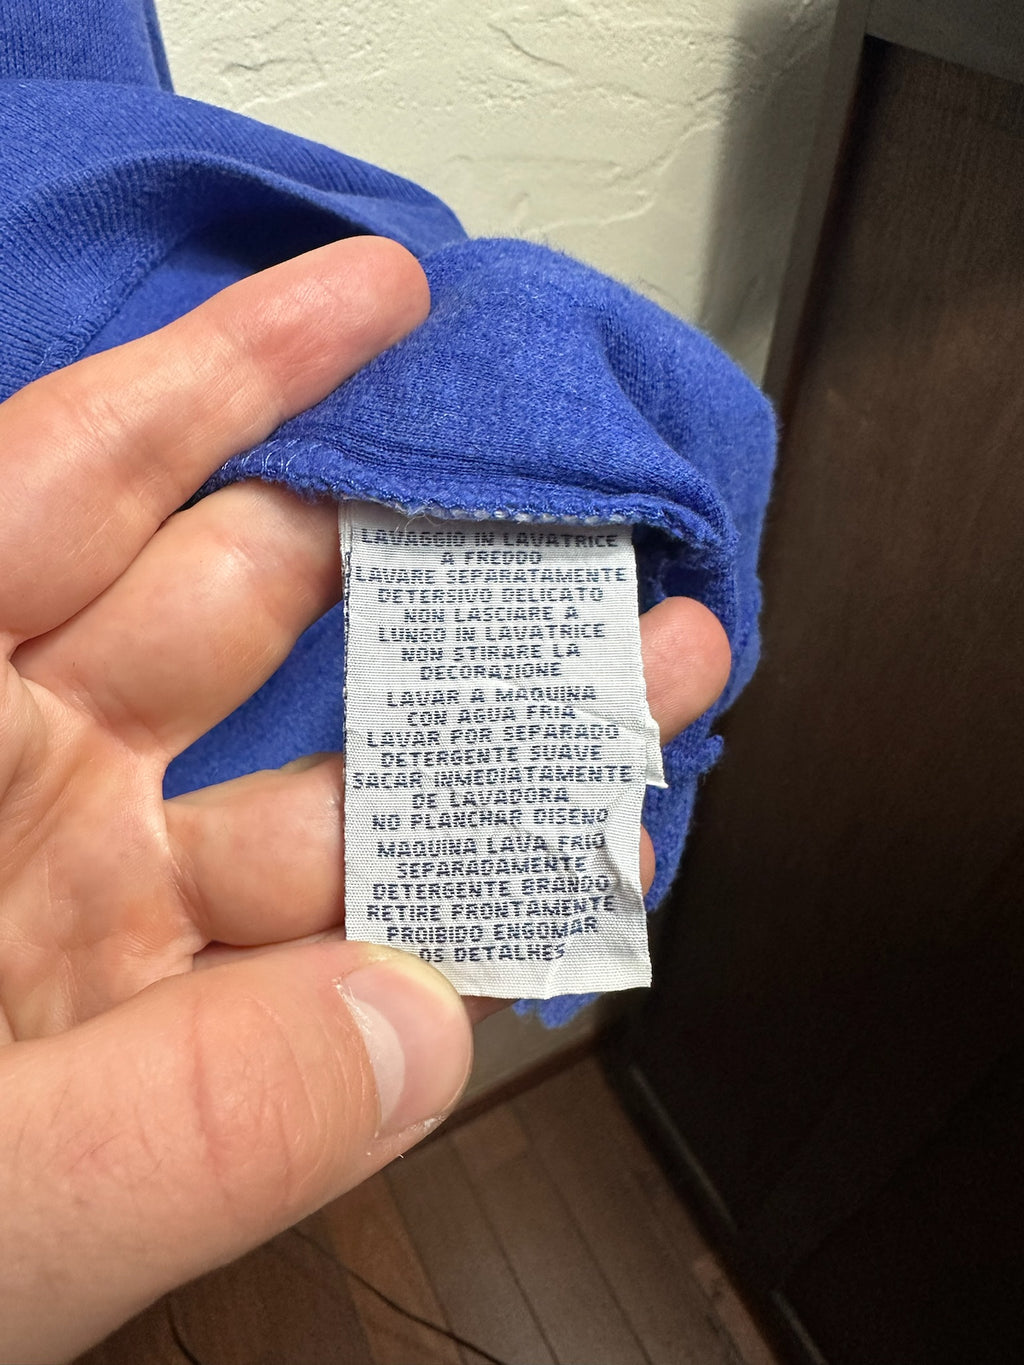 LAVAGGIO IN LAVATRICE
A FREDDO
LAVARE SEPARATAMENTE
DETERSIVO DELICATO
NON LASCIARE A
LUNGO IN LAVATRICE
NON STIRARE LA
DECORAZIONE
LAVAR A MAQUINA
CON AGUA FRIA
LAVAR FOR SEPARADO
DETERGENTE SUAVE
SACAR INMEDIATAMENTE
DE LAVADORA
NO PLANCHAR DISENO
MAQUINA LAVA FRIO
SEPARADAMENTE
DETERGENTE BRANDO
RETIRE PRONTAMENTE
PROIBIDO ENGOMAR
OS DETALHES